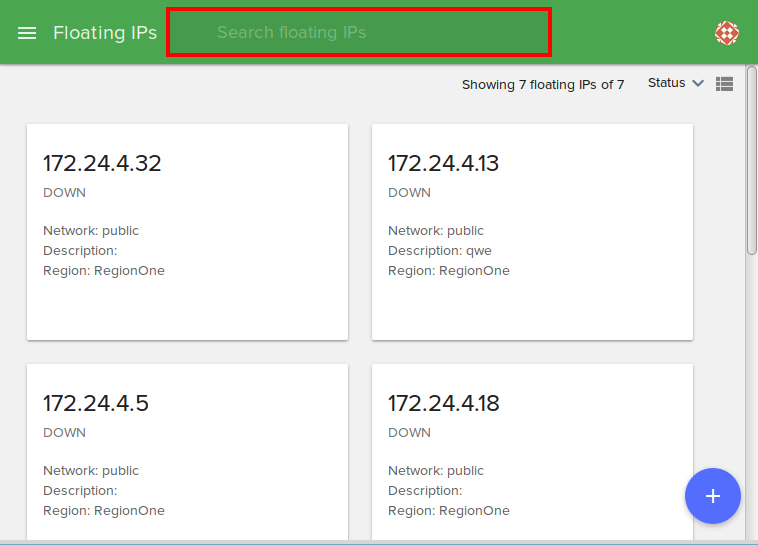 Floating IPs
Search floating IPs
Showing 7 floating IPs of 7
Status
172.24.4.32
DOWN
Network: public
Description:
Region: RegionOne
172.24.4.13
DOWN
Network: public
Description: qwe
Region: RegionOne
172.24.4.5
DOWN
Network: public
Description:
Region: RegionOne
172.24.4.18
DOWN
Network: public
Description:
Region: RegionOne
+